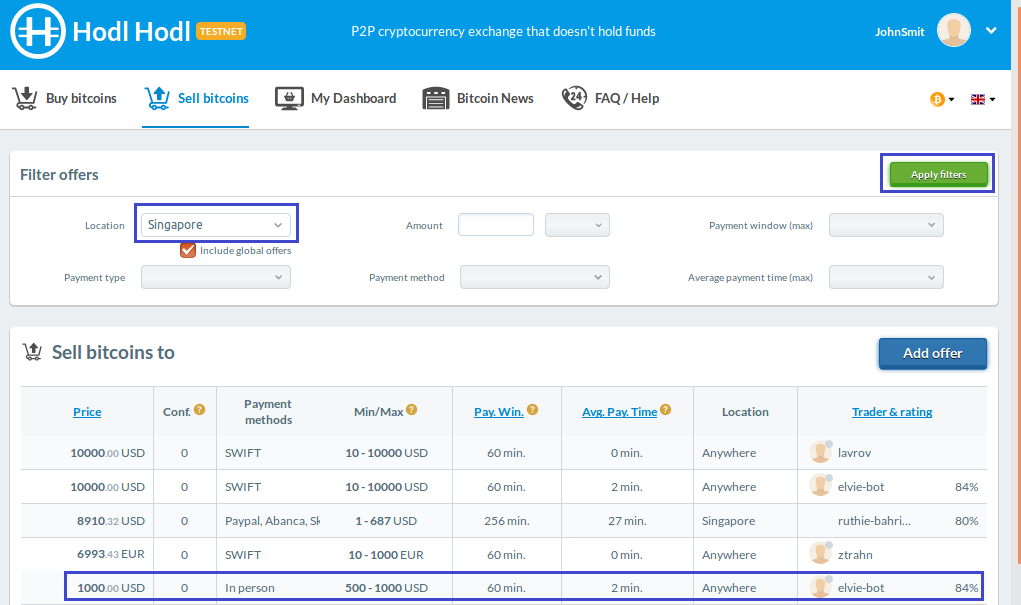 Hodl Hodl TESTNET
P2P cryptocurrency exchange that doesn't hold funds
JohnSmit
Buy bitcoins
Sell bitcoins
My Dashboard
Bitcoin News
24
FAQ / Help
Filter offers
Apply filters
Location Singapore
Amount
Payment window (max)
Include global offers
Payment type
Payment method
Average payment time (max)
Sell bitcoins to
Add offer
Price Conf. ? Payment methods Min/Max ? Pay. Win. ? Avg. Pay. Time ? Location Trader & rating
10000.00 USD 0 SWIFT 10 - 10000 USD 60 min. 0 min. Anywhere lavrov
10000.00 USD 0 SWIFT 10 - 10000 USD 60 min. 2 min. Anywhere elvie-bot 84%
8910.32 USD 0 Paypal, Abanca, Sk 1 - 687 USD 256 min. 27 min. Singapore ruthie-bahri... 80%
6993.43 EUR 0 SWIFT 10 - 1000 EUR 60 min. 0 min. Anywhere ztrahn
1000.00 USD 0 In person 500 - 1000 USD 60 min. 2 min. Anywhere elvie-bot 84%